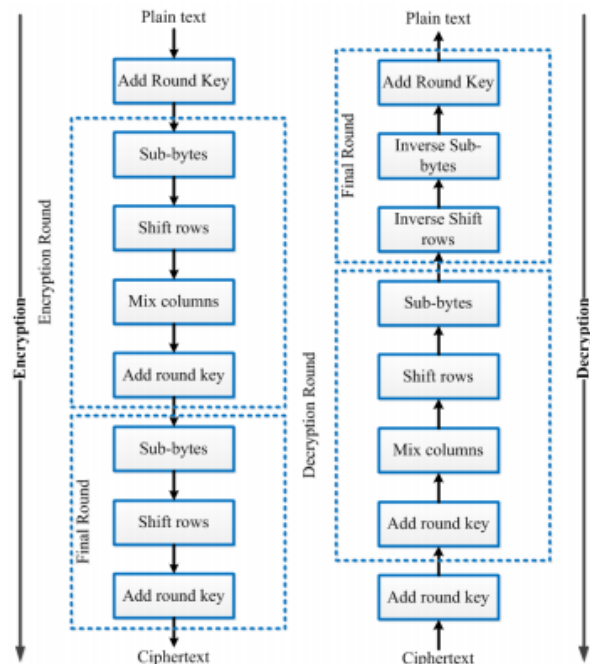 Plain text
Add Round Key
Sub-bytes
Shift rows
Mix columns
Add round key
Encryption Round
Sub-bytes
Shift rows
Add round key
Final Round
Ciphertext
Encryption
Plain text
Add Round Key
Inverse Sub-
bytes
Inverse Shift
rows
Final Round
Sub-bytes
Shift rows
Mix columns
Add round key
Decryption Round
Add round key
Ciphertext
Decryption